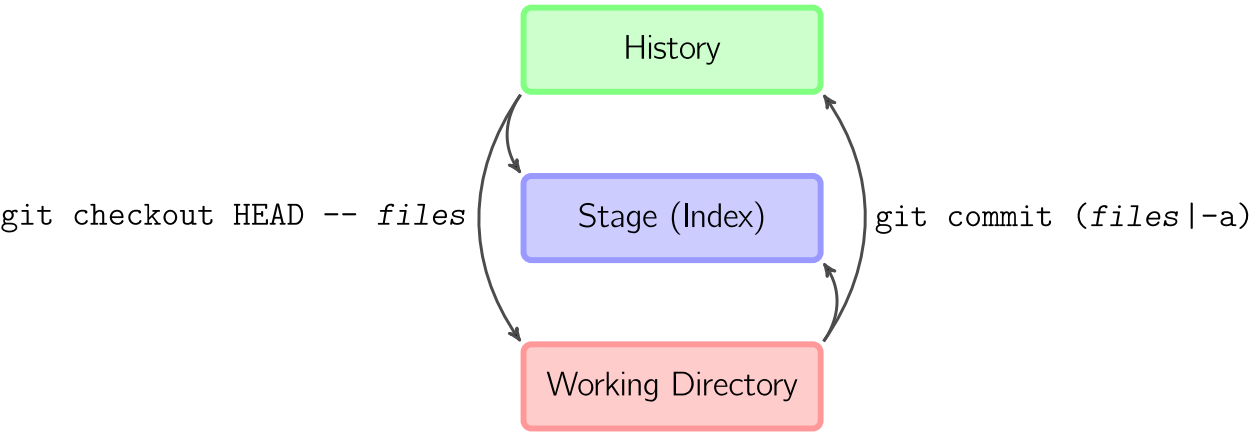 History
git checkout HEAD -- files
Stage (Index)
git commit (files|-a)
Working Directory